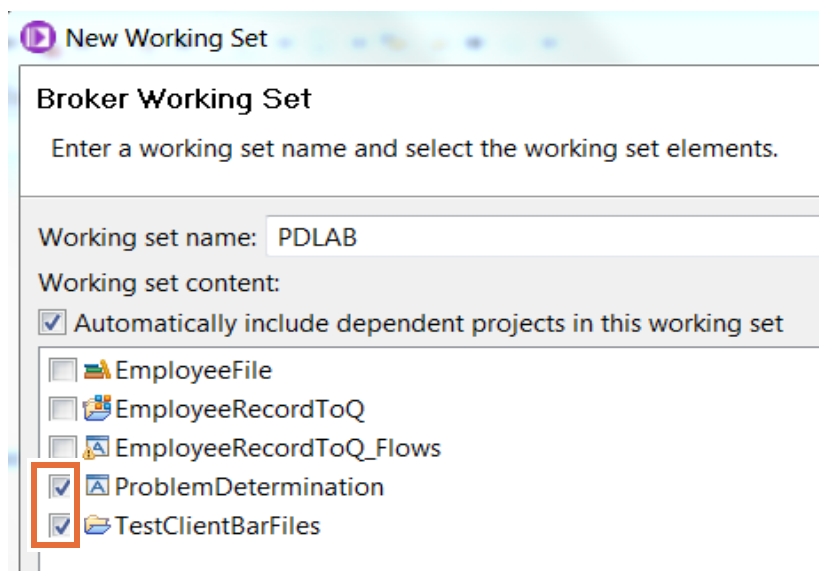 New Working Set
Broker Working Set
Enter a working set name and select the working set elements.
Working set name: PDLAB
Working set content:
Automatically include dependent projects in this working set
EmployeeFile
EmployeeRecordToQ
EmployeeRecordToQ_Flows
ProblemDetermination
TestClientBarFiles